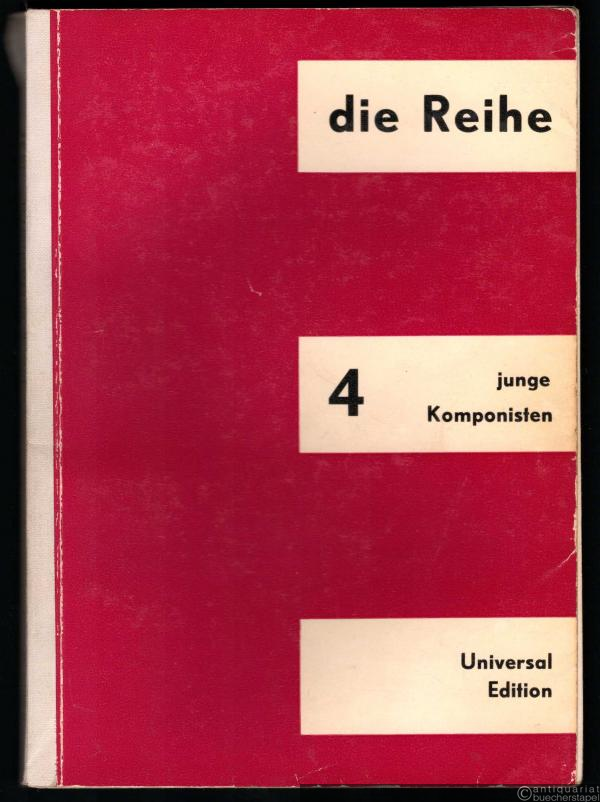 die Reihe
4 junge
Komponisten
Universal
Edition
©antiquariat
buecherstapel